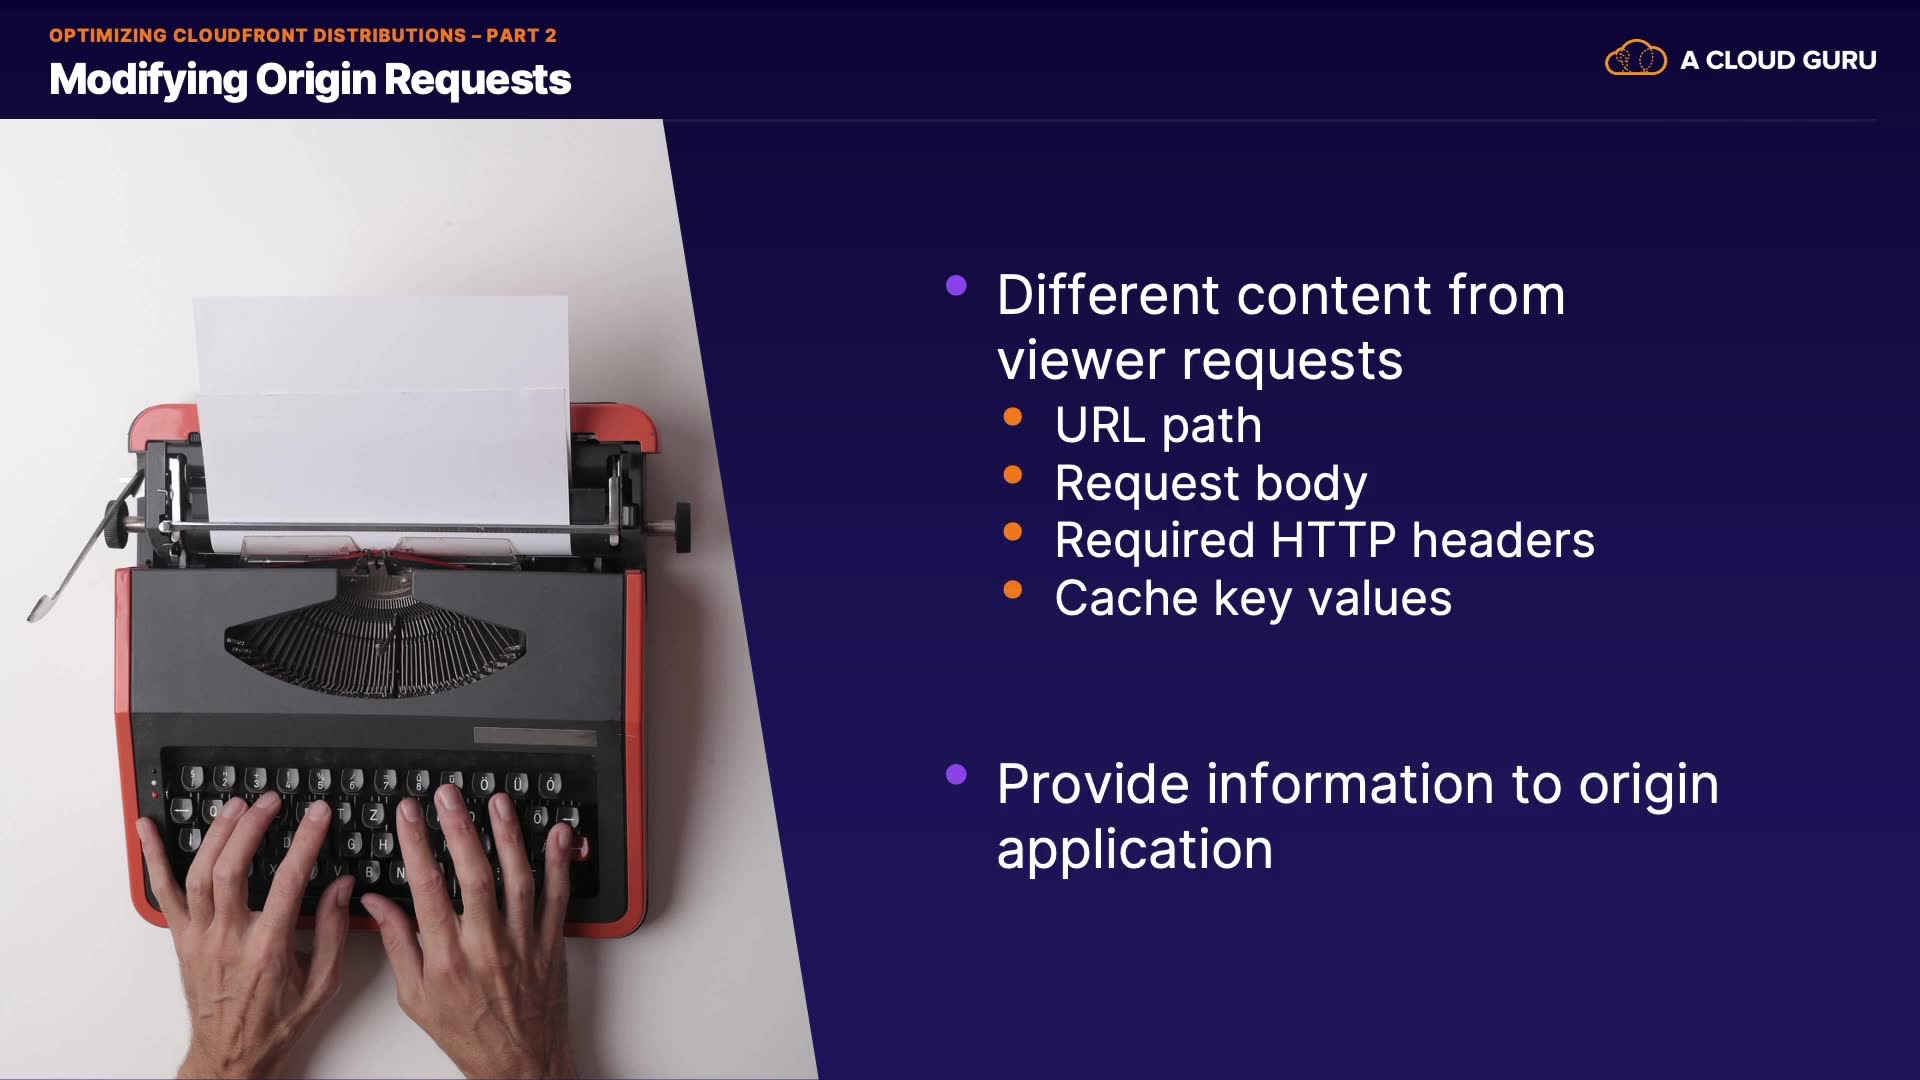 OPTIMIZING CLOUDFRONT DISTRIBUTIONS – PART 2
Modifying Origin Requests
A CLOUD GURU
Different content from
viewer requests
URL path
Request body
Required HTTP headers
Cache key values
Provide information to origin
application